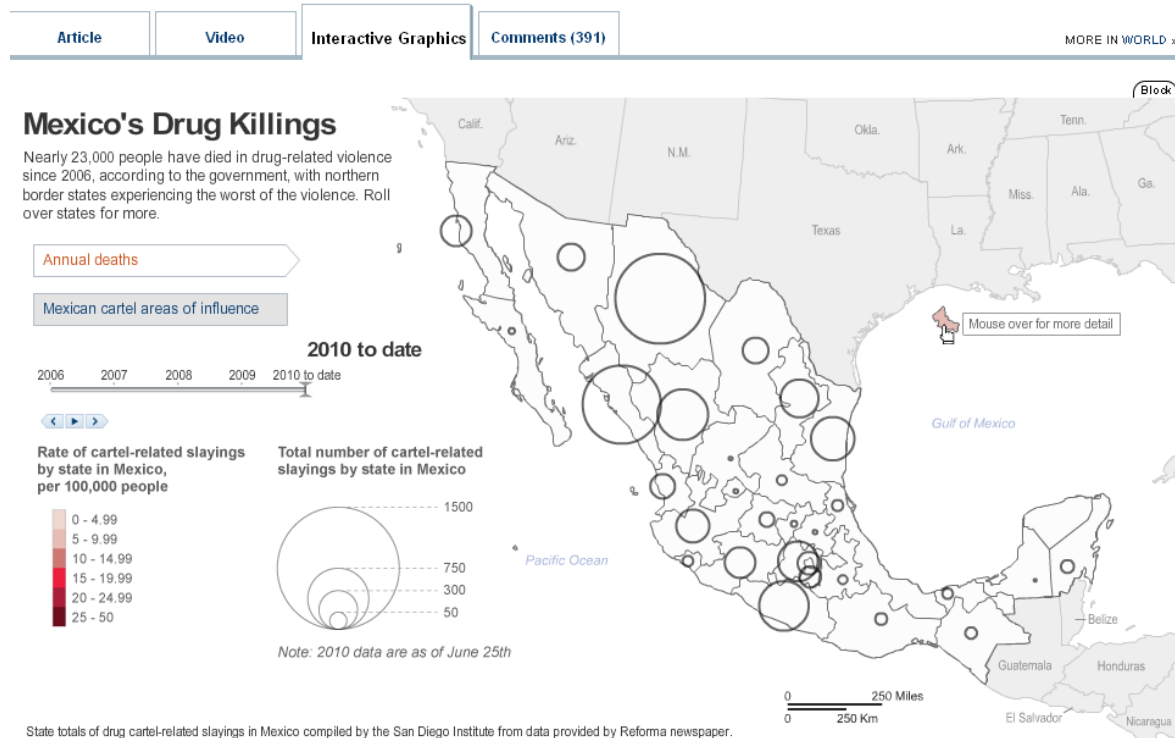 Article
Video
Interactive Graphics
Comments (391)
MORE IN WORLD »
Block
Mexico's Drug Killings
Nearly 23,000 people have died in drug-related violence
since 2006, according to the government, with northern
border states experiencing the worst of the violence. Roll
over states for more.
Annual deaths
Mexican cartel areas of influence
2010 to date
2006 2007 2008 2009 2010 to date
Rate of cartel-related slayings
by state in Mexico,
per 100,000 people
0 - 4.99
5 - 9.99
10 - 14.99
15 - 19.99
20 - 24.99
25 - 50
Total number of cartel-related
slayings by state in Mexico
1500
750
300
50
Note: 2010 data are as of June 25th
Calif.
Ariz.
N.M.
Okla.
Ark.
Tenn.
Miss.
Ala.
Ga.
Texas
La.
Mouse over for more detail
Gulf of Mexico
Pacific Ocean
Belize
Guatemala
Honduras
El Salvador
Nicaragua
0 250 Miles
0 250 Km
State totals of drug cartel-related slayings in Mexico compiled by the San Diego Institute from data provided by Reforma newspaper.